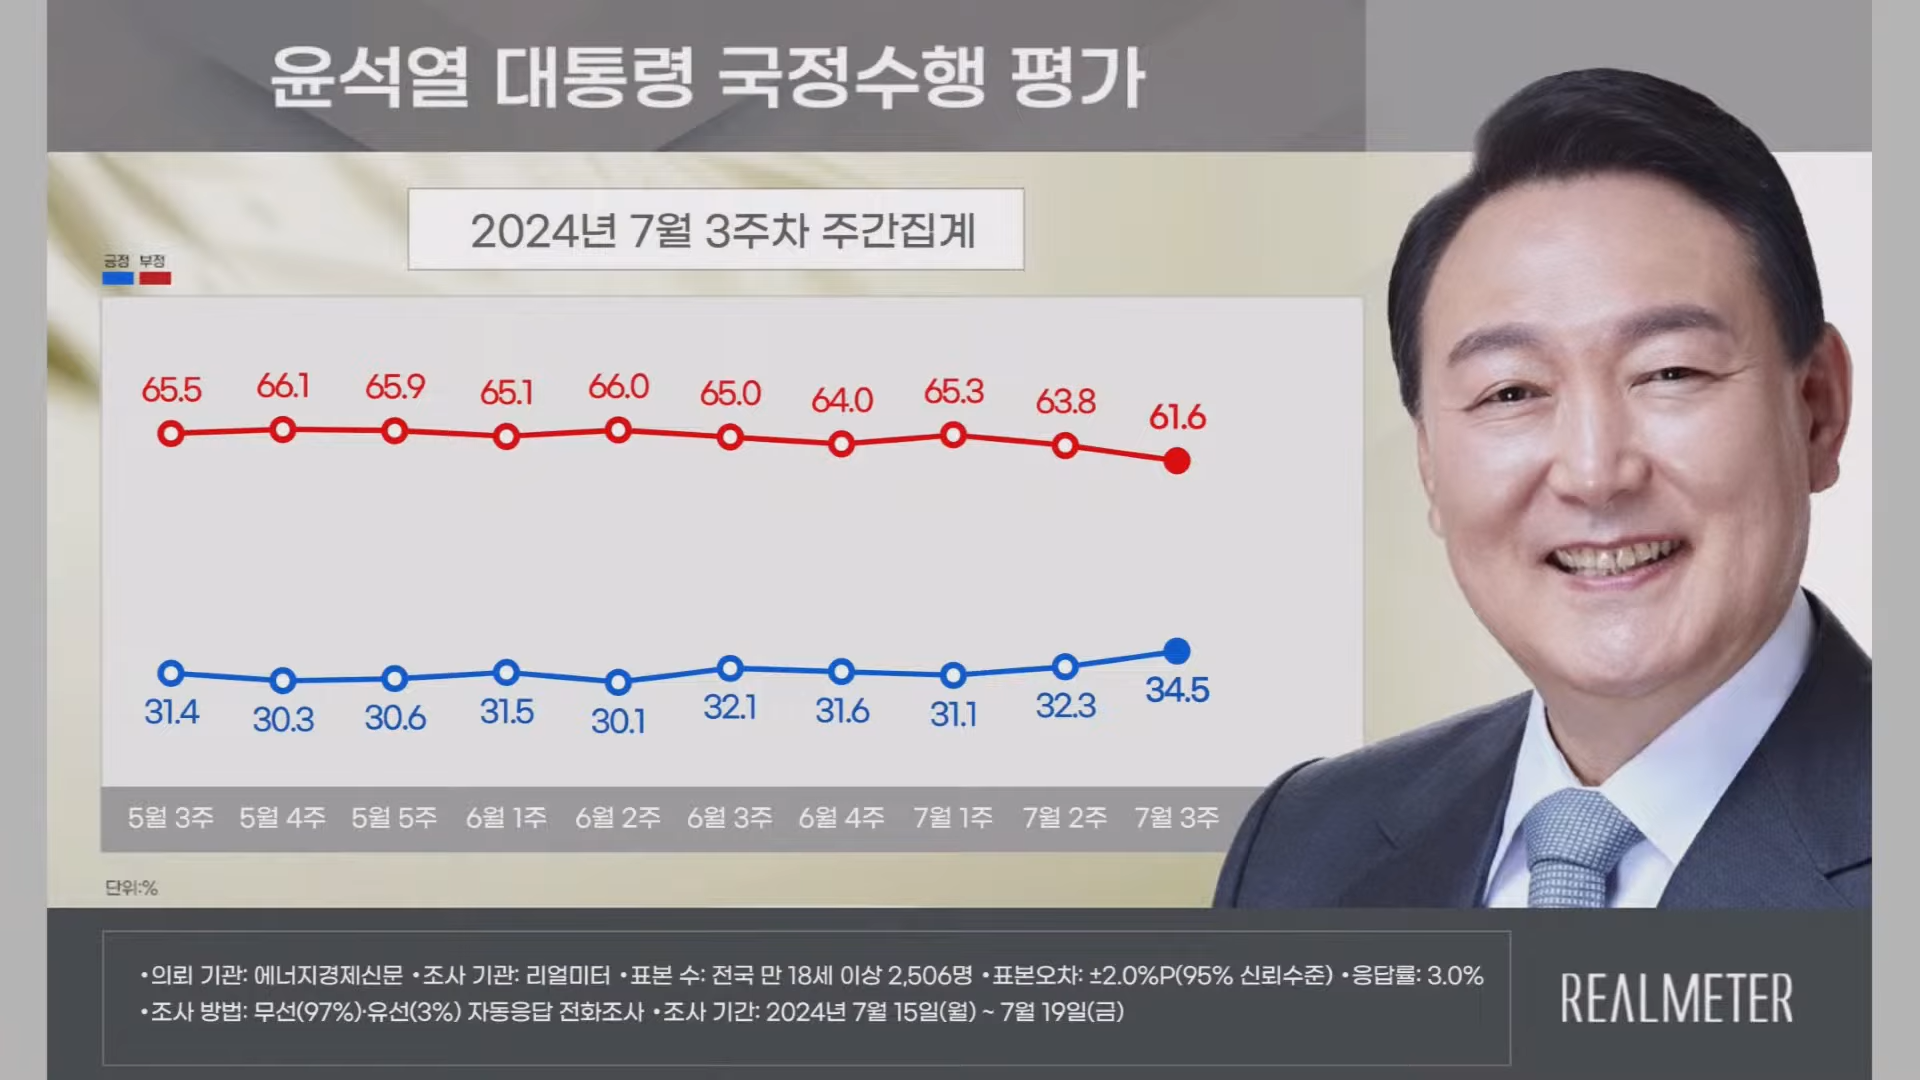 윤석열 대통령 국정수행 평가
2024년 7월 3주차 주간집계
긍정 부정
65.5 66.1 65.9 65.1 66.0 65.0 64.0 65.3 63.8 61.6
31.4 30.3 30.6 31.5 30.1 32.1 31.6 31.1 32.3 34.5
5월 3주 5월 4주 5월 5주 6월 1주 6월 2주 6월 3주 6월 4주 7월 1주 7월 2주 7월 3주
단위:%
•의뢰 기관: 에너지경제신문 •조사 기관: 리얼미터 •표본 수: 전국 만 18세 이상 2,506명 •표본오차: ±2.0%P(95% 신뢰수준) •응답률: 3.0%
•조사 방법: 무선(97%)·유선(3%) 자동응답 전화조사 •조사 기간: 2024년 7월 15일(월) ~ 7월 19일(금)
REALMETER